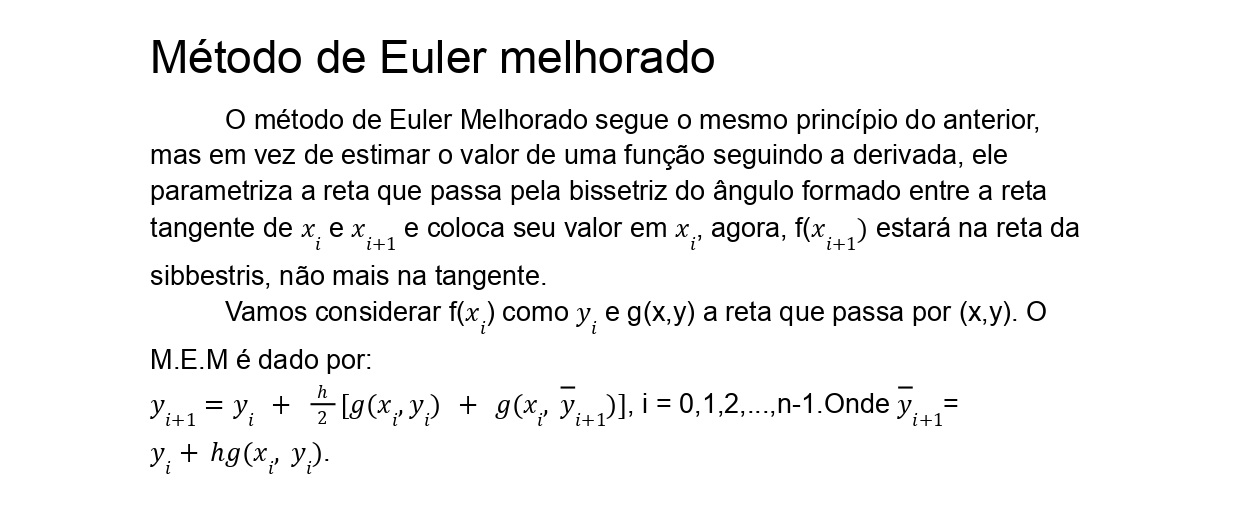 Método de Euler melhorado
O método de Euler Melhorado segue o mesmo princípio do anterior,
mas em vez de estimar o valor de uma função seguindo a derivada, ele
parametriza a reta que passa pela bissetriz do ângulo formado entre a reta
tangente de x_i e x_{i+1} e coloca seu valor em x_i, agora, f(x_{i+1}) estará na reta da
sibbestris, não mais na tangente.
Vamos considerar f(x_i) como y_i e g(x,y) a reta que passa por (x,y). O
M.E.M é dado por:
y_{i+1} = y_i + h/2 [g(x_i, y_i) + g(x_i, ȳ_{i+1})], i = 0,1,2,...,n-1.Onde ȳ_{i+1}=
y_i + hg(x_i, y_i).